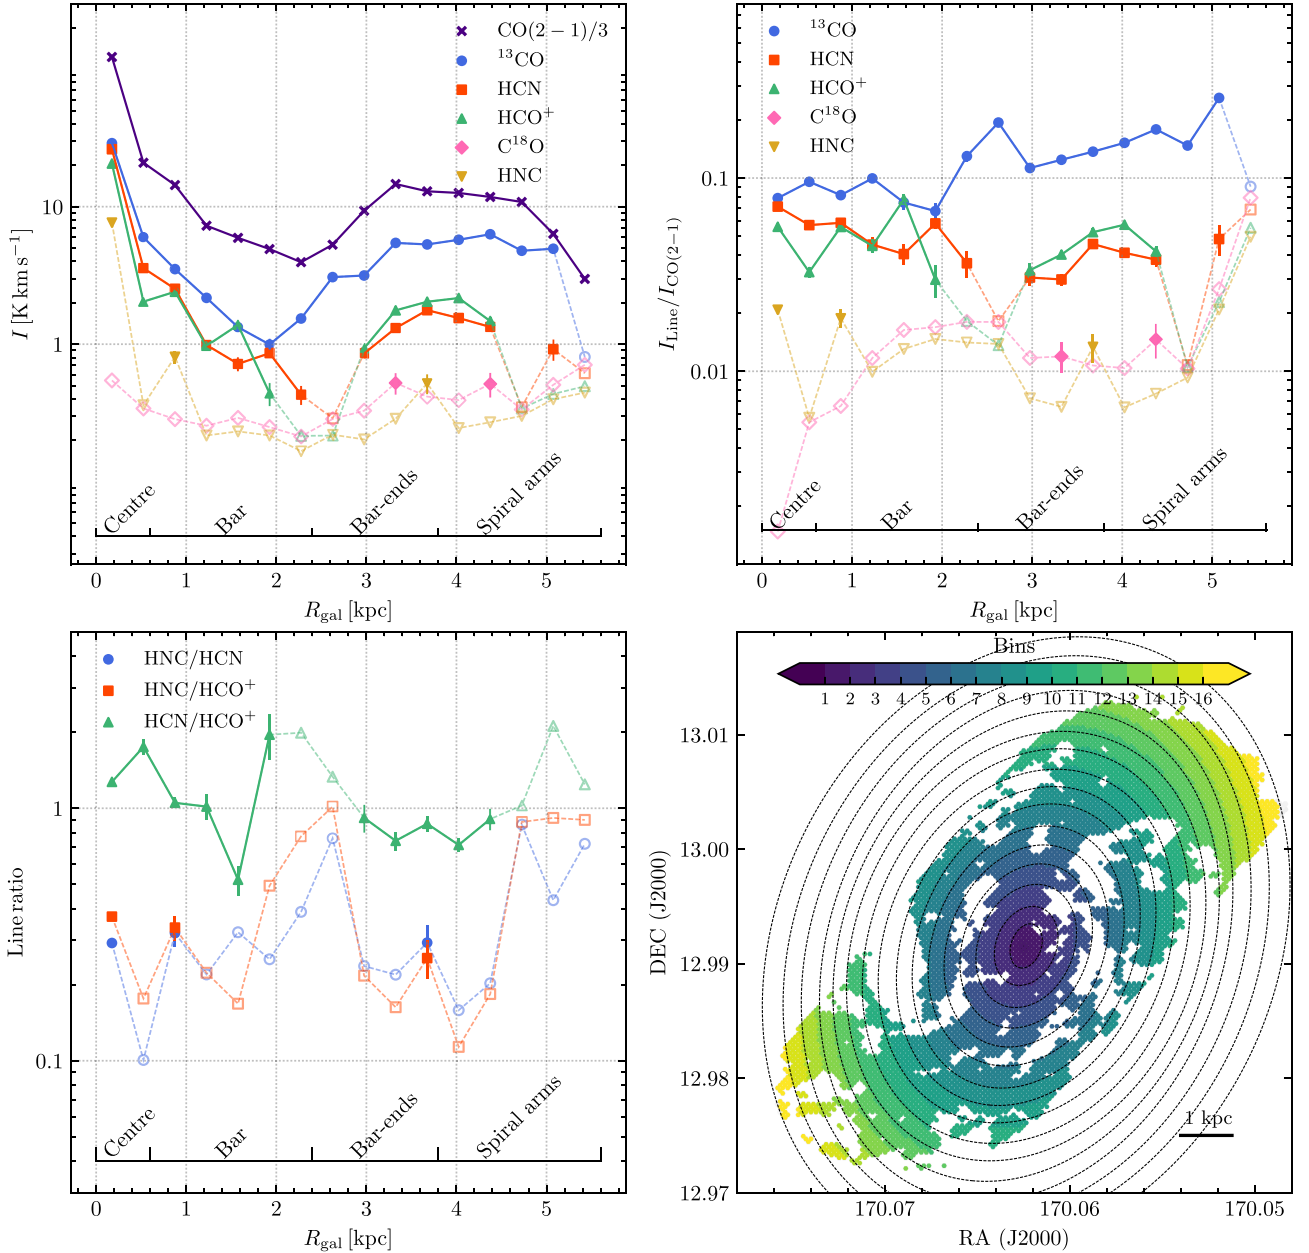 CO(2 − 1)/3
¹³CO
HCN
HCO⁺
C¹⁸O
HNC
10
1
I [K km s⁻¹]
Centre
Bar
Bar-ends
Spiral arms
0 1 2 3 4 5
R_gal [kpc]
¹³CO
HCN
HCO⁺
C¹⁸O
HNC
0.1
0.01
I_Line/I_CO(2−1)
Centre
Bar
Bar-ends
Spiral arms
0 1 2 3 4 5
R_gal [kpc]
HNC/HCN
HNC/HCO⁺
HCN/HCO⁺
1
0.1
Line ratio
Centre
Bar
Bar-ends
Spiral arms
0 1 2 3 4 5
R_gal [kpc]
Bins
1 2 3 4 5 6 7 8 9 10 11 12 13 14 15 16
13.01
13.00
12.99
12.98
12.97
DEC (J2000)
1 kpc
170.07 170.06 170.05
RA (J2000)